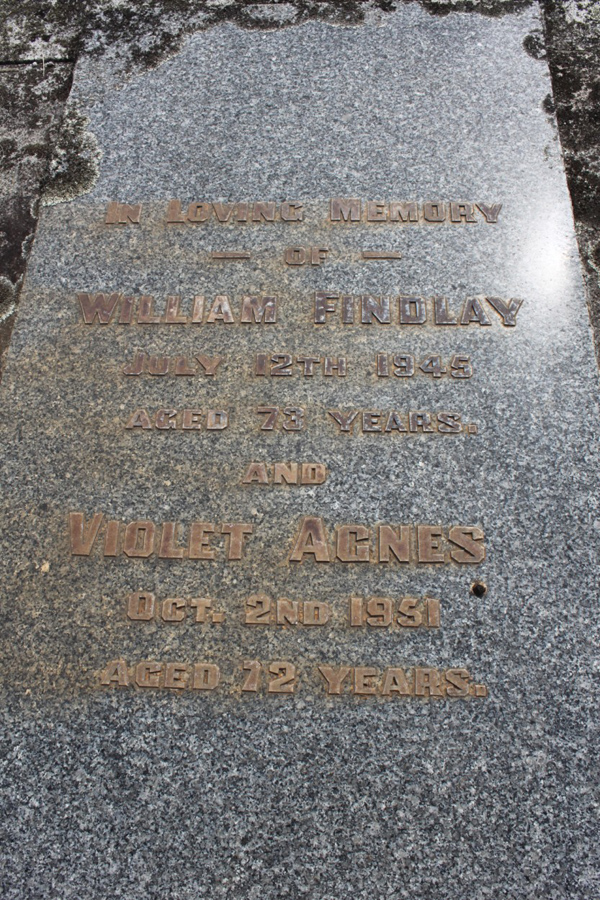 In Loving Memory
— OF —
William Findlay
July 12th 1945
Aged 73 Years.
AND
Violet Agnes
Oct. 2nd 1951
Aged 72 Years.